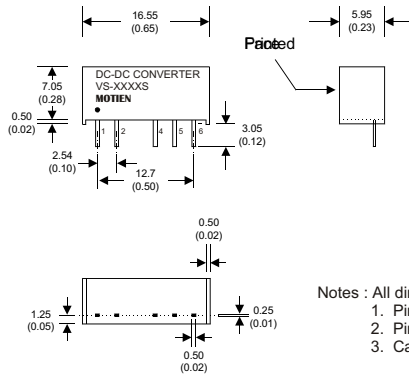 16.55
(0.65)
5.95
(0.23)
DC-DC CONVERTER
VS-XXXXS
MOTIEN
7.05
(0.28)
0.50
(0.02)
1 2 4 5 6
3.05
(0.12)
2.54
(0.10)
12.7
(0.50)
0.50
(0.02)
1.25
(0.05)
0.25
(0.01)
0.50
(0.02)
Notes : All di
1. Pi
2. Pi
3. Ca